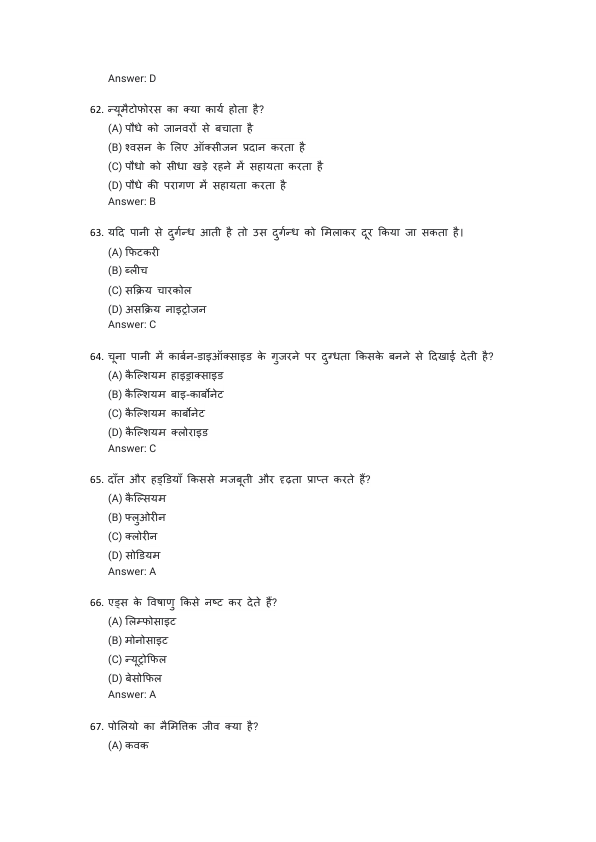 Answer: D
62. न्यूमैटोफोरस का क्या कार्य होता है?
(A) पौधे को जानवरों से बचाता है
(B) श्वसन के लिए ऑक्सीजन प्रदान करता है
(C) पौधो को सीधा खड़े रहने में सहायता करता है
(D) पौधे की परागण में सहायता करता है
Answer: B
63. यदि पानी से दुर्गन्ध आती है तो उस दुर्गन्ध को मिलाकर दूर किया जा सकता है।
(A) फिटकरी
(B) ब्लीच
(C) सक्रिय चारकोल
(D) असक्रिय नाइट्रोजन
Answer: C
64. चूना पानी में कार्बन-डाइऑक्साइड के गुजरने पर दुग्धता किसके बनने से दिखाई देती है?
(A) कैल्शियम हाइड्राक्साइड
(B) कैल्शियम बाइ-कार्बोनेट
(C) कैल्शियम कार्बोनेट
(D) कैल्शियम क्लोराइड
Answer: C
65. दाँत और हड्डियाँ किससे मजबूती और दृढ़ता प्राप्त करते हैं?
(A) कैल्सियम
(B) फ्लुओरीन
(C) क्लोरीन
(D) सोडियम
Answer: A
66. एड्स के विषाणु किसे नष्ट कर देते हैं?
(A) लिम्फोसाइट
(B) मोनोसाइट
(C) न्यूट्रोफिल
(D) बेसोफिल
Answer: A
67. पोलियो का नैमित्तिक जीव क्या है?
(A) कवक